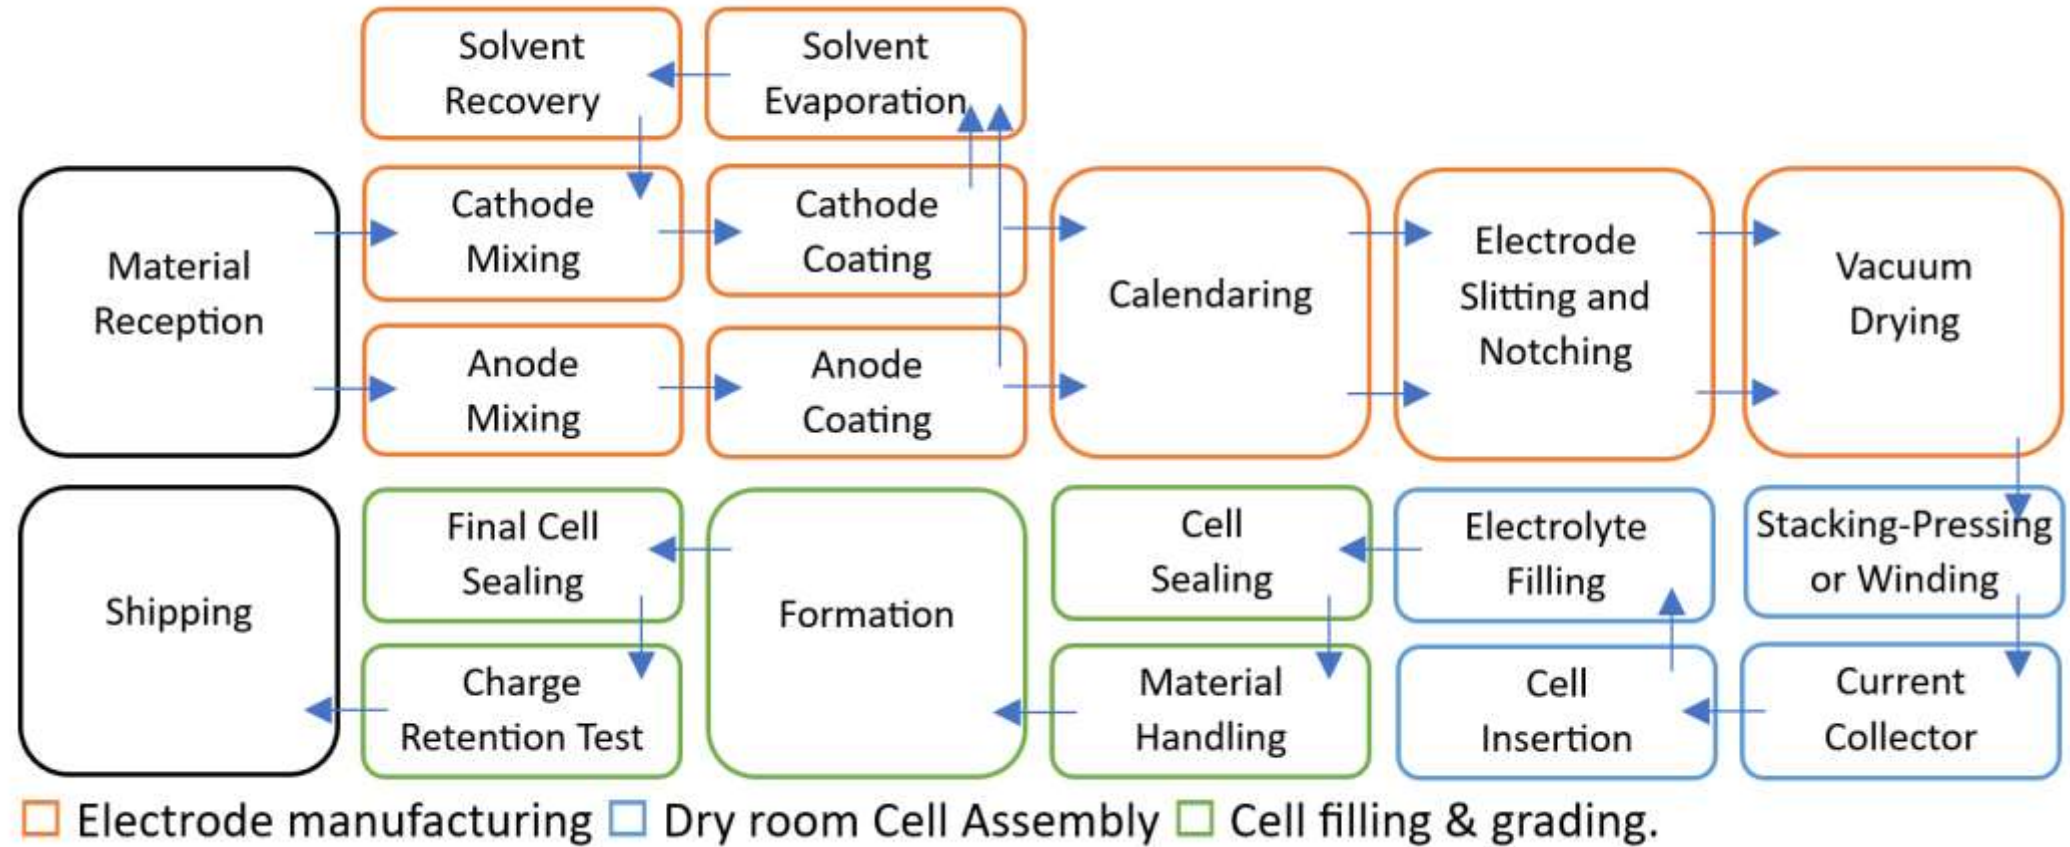 Solvent
Recovery
Solvent
Evaporation
Material
Reception
Cathode
Mixing
Cathode
Coating
Anode
Mixing
Anode
Coating
Calendaring
Electrode
Slitting and
Notching
Vacuum
Drying
Shipping
Final Cell
Sealing
Charge
Retention Test
Formation
Cell
Sealing
Material
Handling
Electrolyte
Filling
Cell
Insertion
Stacking-Pressing
or Winding
Current
Collector
Electrode manufacturing Dry room Cell Assembly Cell filling & grading.